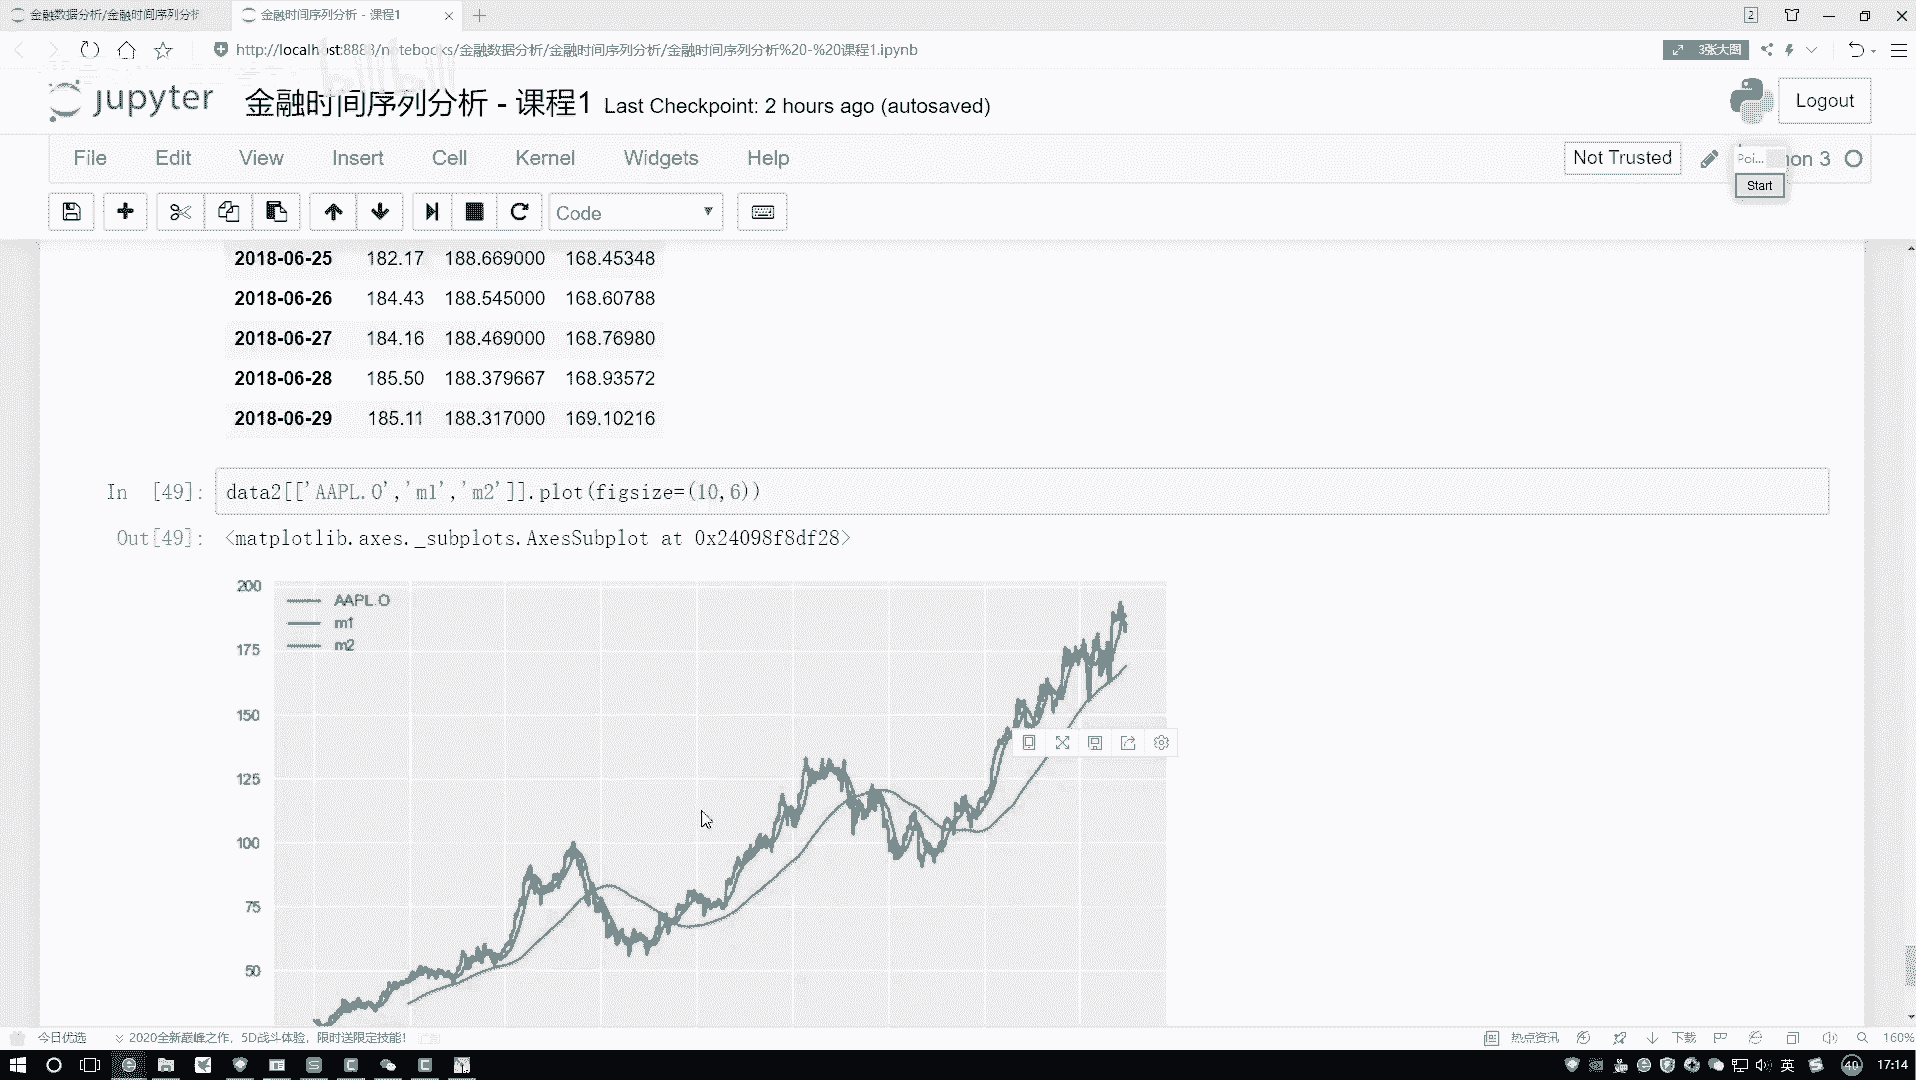 金融数据分析/金融时间序列分析
金融时间序列分析 - 课程1
2
http://localhost:8888/notebooks/金融数据分析/金融时间序列分析/金融时间序列分析%20-%20课程1.ipynb
3张大图
jupyter 金融时间序列分析 - 课程1 Last Checkpoint: 2 hours ago (autosaved)
Logout
File Edit View Insert Cell Kernel Widgets Help
Not Trusted
Poi... hon 3
Start
Code
2018-06-25 182.17 188.669000 168.45348
2018-06-26 184.43 188.545000 168.60788
2018-06-27 184.16 188.469000 168.76980
2018-06-28 185.50 188.379667 168.93572
2018-06-29 185.11 188.317000 169.10216
In [49]: data2[['AAPL.O','m1','m2']].plot(figsize=(10,6))
Out[49]: <matplotlib.axes._subplots.AxesSubplot at 0x24098f8df28>
200
AAPL.O
m1
m2
175
150
125
100
75
50
今日优选
2020全新巅峰之作，5D战斗体验，限时送限定技能!
热点资讯
下载
160%
英
40
17:14